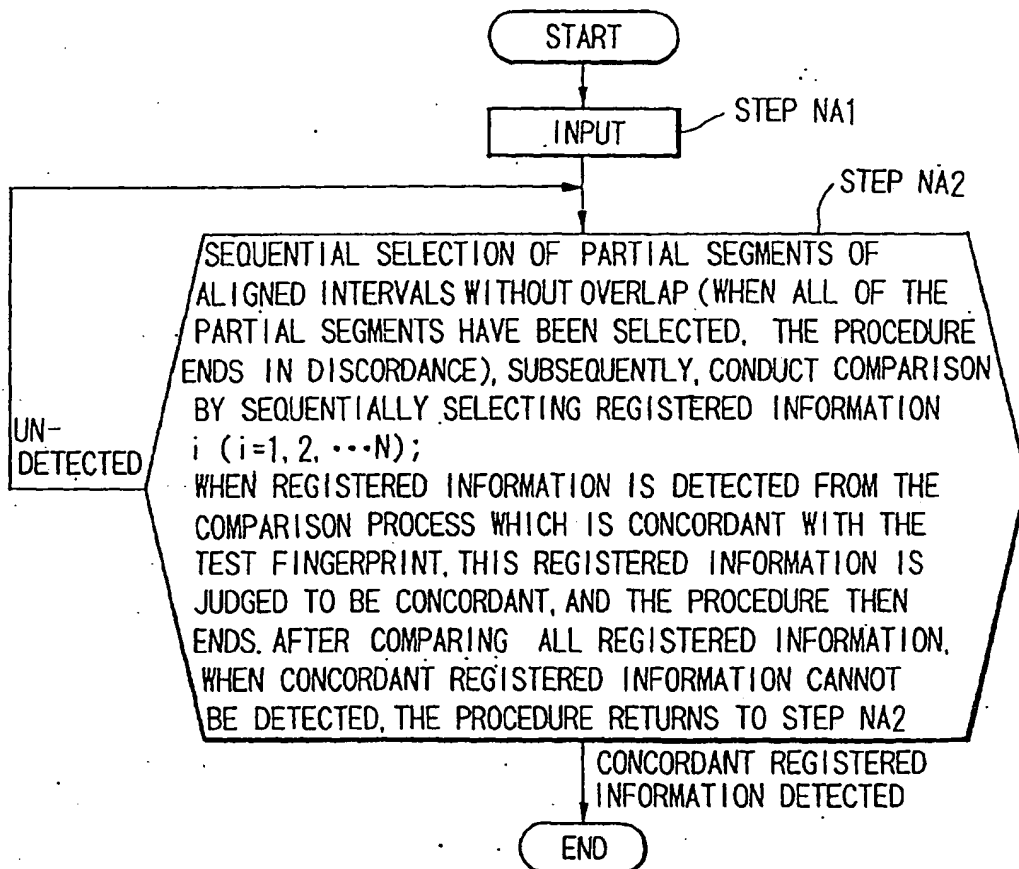 START
INPUT
STEP NA1
STEP NA2
SEQUENTIAL SELECTION OF PARTIAL SEGMENTS OF
ALIGNED INTERVALS WITHOUT OVERLAP (WHEN ALL OF THE
PARTIAL SEGMENTS HAVE BEEN SELECTED, THE PROCEDURE
ENDS IN DISCORDANCE), SUBSEQUENTLY, CONDUCT COMPARISON
BY SEQUENTIALLY SELECTING REGISTERED INFORMATION
i (i=1, 2, ···N);
WHEN REGISTERED INFORMATION IS DETECTED FROM THE
COMPARISON PROCESS WHICH IS CONCORDANT WITH THE
TEST FINGERPRINT, THIS REGISTERED INFORMATION IS
JUDGED TO BE CONCORDANT, AND THE PROCEDURE THEN
ENDS. AFTER COMPARING ALL REGISTERED INFORMATION,
WHEN CONCORDANT REGISTERED INFORMATION CANNOT
BE DETECTED, THE PROCEDURE RETURNS TO STEP NA2
UN-
DETECTED
CONCORDANT REGISTERED
INFORMATION DETECTED
END